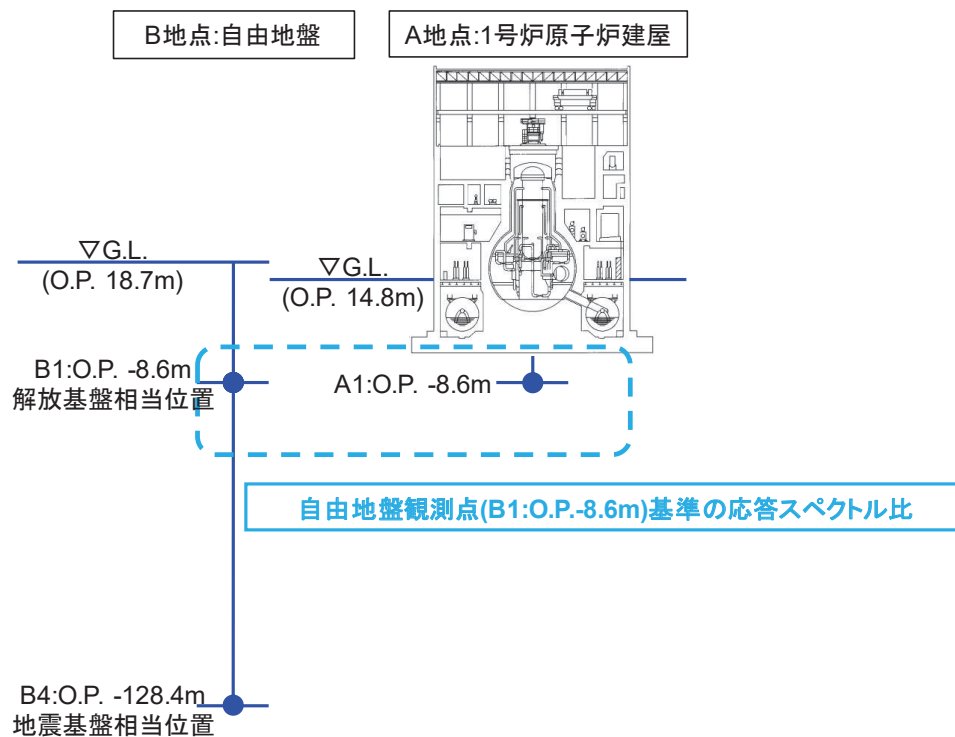 B地点:自由地盤
A地点:1号炉原子炉建屋
▽G.L.
(O.P. 18.7m)
▽G.L.
(O.P. 14.8m)
B1:O.P. -8.6m
解放基盤相当位置
A1:O.P. -8.6m
自由地盤観測点(B1:O.P.-8.6m)基準の応答スペクトル比
B4:O.P. -128.4m
地震基盤相当位置